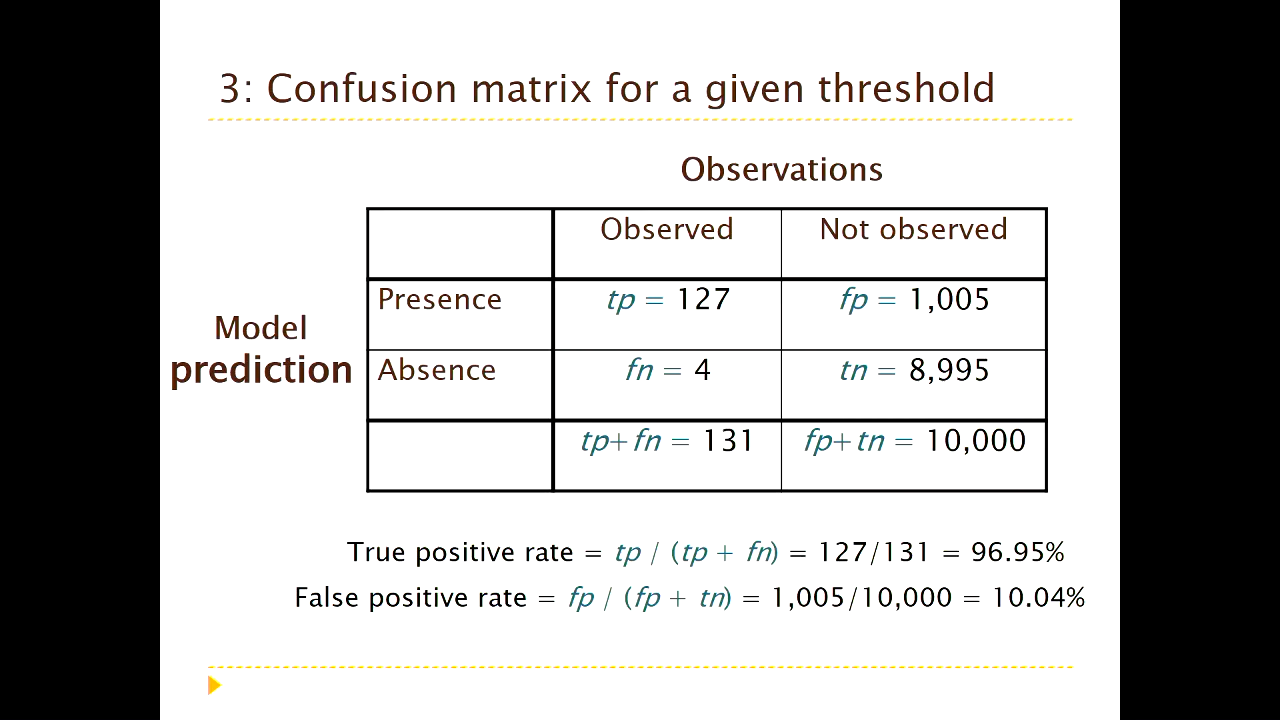 3: Confusion matrix for a given threshold
Observations
Observed Not observed
Presence tp = 127 fp = 1,005
Model
prediction
Absence fn = 4 tn = 8,995
tp+fn = 131 fp+tn = 10,000
True positive rate = tp / (tp + fn) = 127/131 = 96.95%
False positive rate = fp / (fp + tn) = 1,005/10,000 = 10.04%